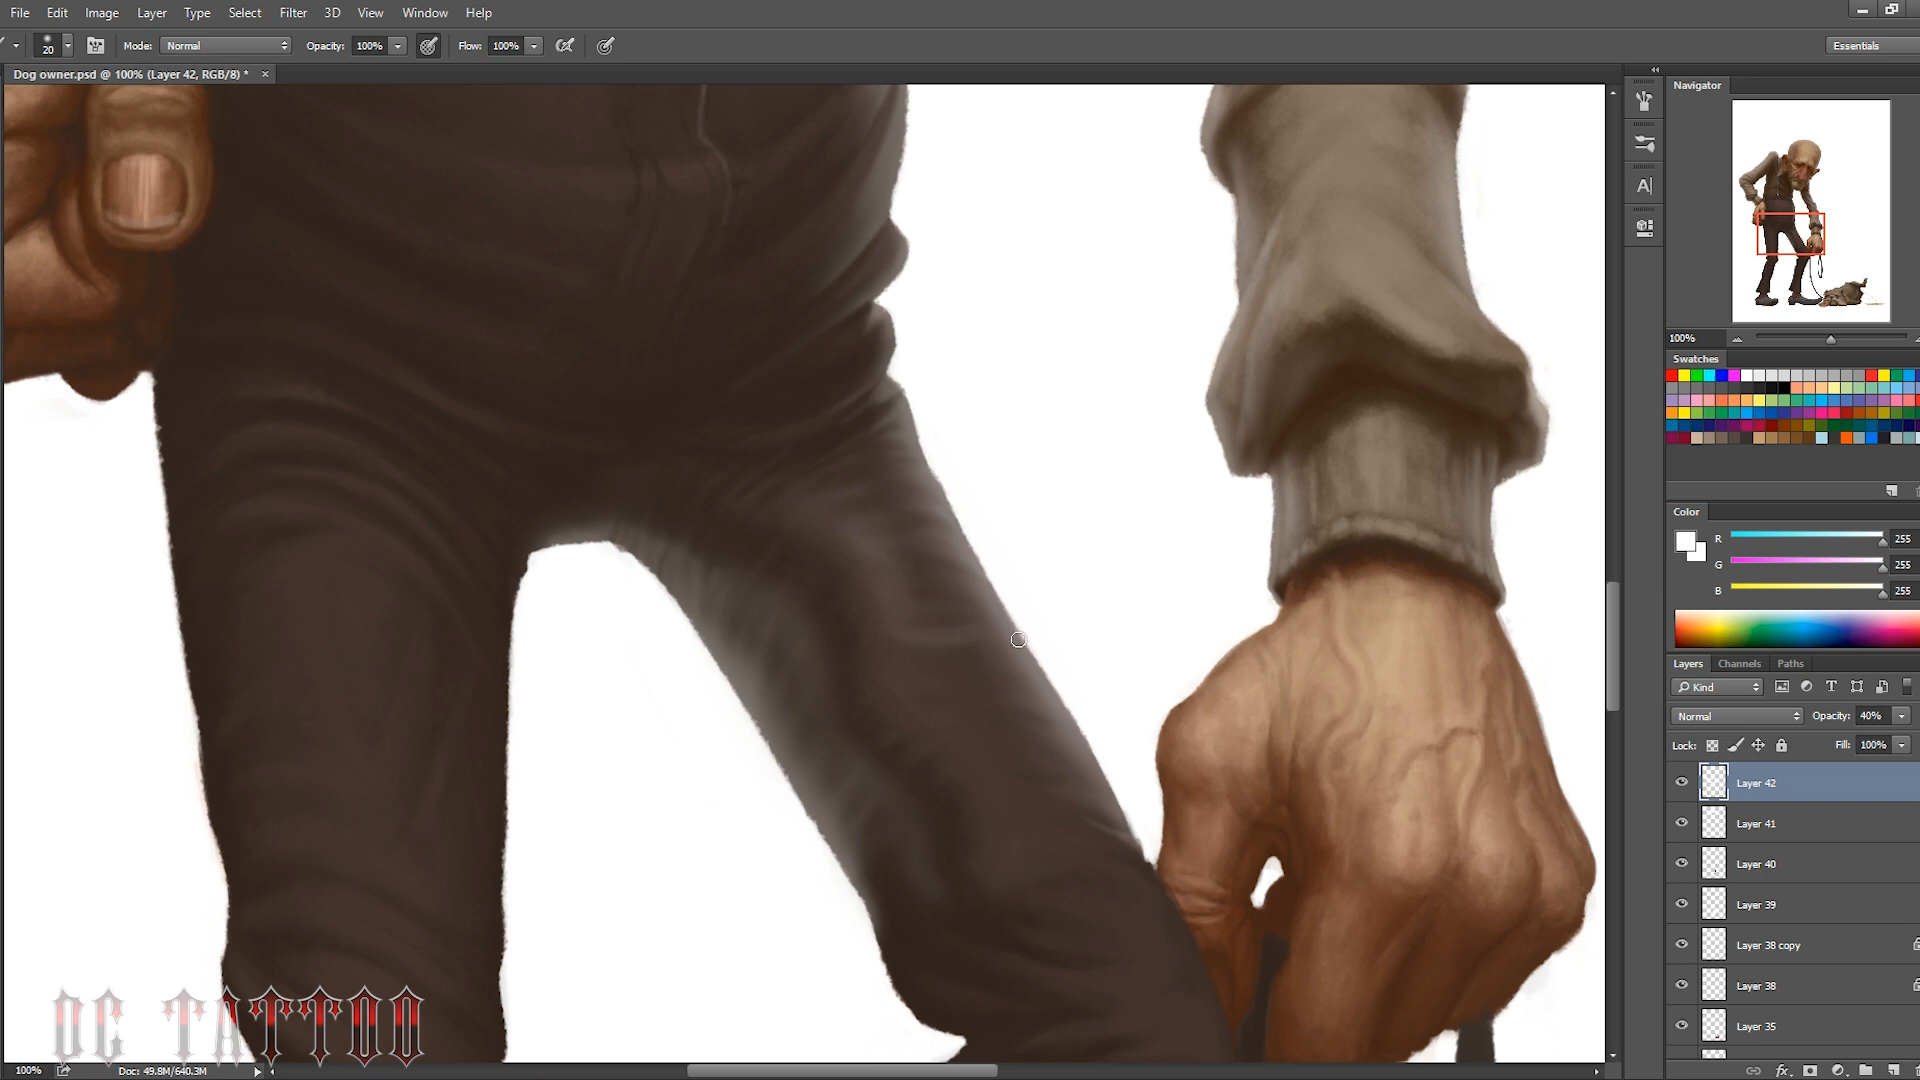 File Edit Image Layer Type Select Filter 3D View Window Help
20 Mode: Normal Opacity: 100% Flow: 100% Essentials
Dog owner.psd @ 100% (Layer 42, RGB/8) * ×
Navigator
100%
Swatches
Color
R 255
G 255
B 255
Layers Channels Paths
Kind
Normal Opacity: 40%
Lock: Fill: 100%
Layer 42
Layer 41
Layer 40
Layer 39
Layer 38 copy
Layer 38
Layer 35
fx
OC TATTOO
100% Doc: 49.8M/640.3M